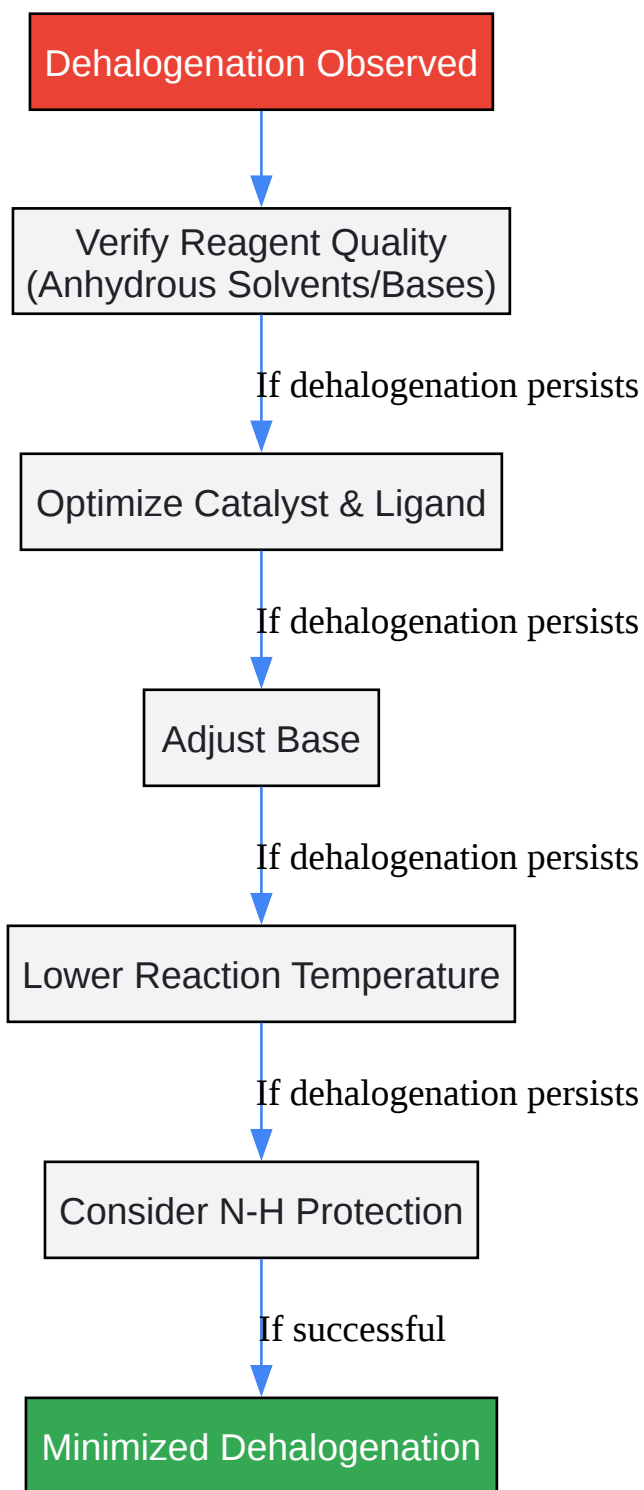 Dehalogenation Observed
Verify Reagent Quality
(Anhydrous Solvents/Bases)
If dehalogenation persists
Optimize Catalyst & Ligand
If dehalogenation persists
Adjust Base
If dehalogenation persists
Lower Reaction Temperature
If dehalogenation persists
Consider N-H Protection
If successful
Minimized Dehalogenation